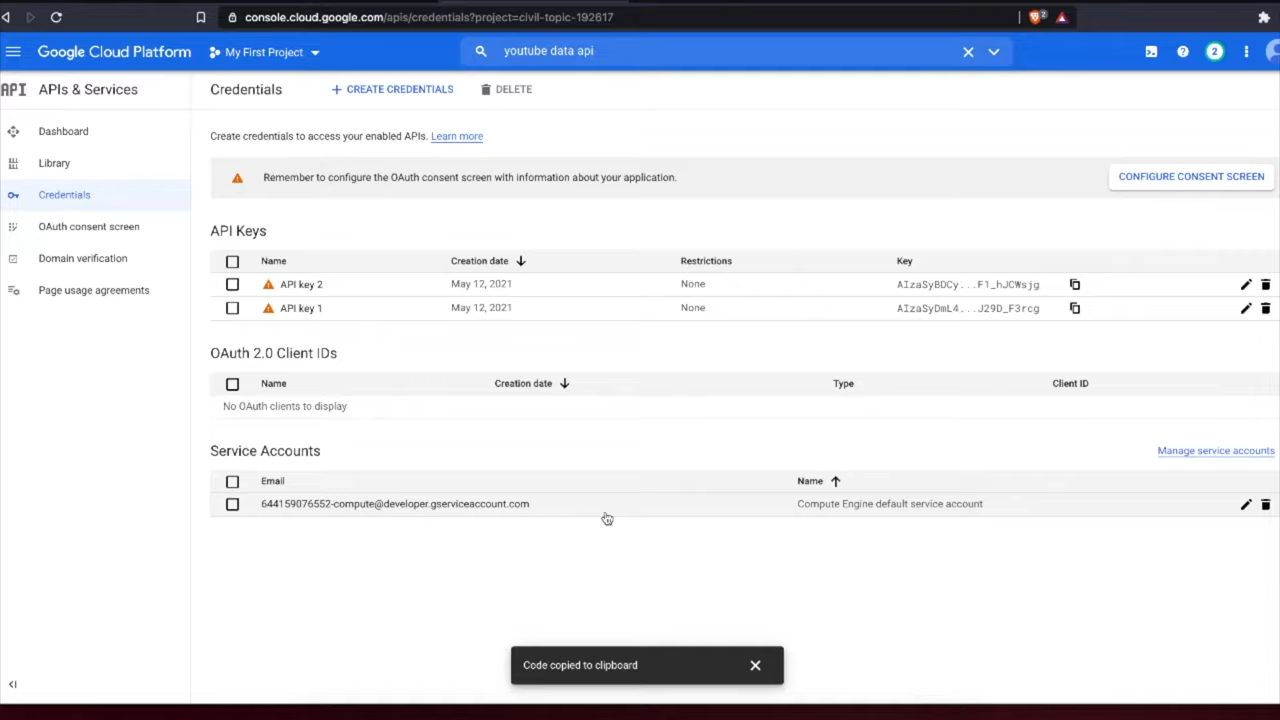 console.cloud.google.com/apis/credentials?project=civil-topic-192617
2
Google Cloud Platform My First Project youtube data api 2
API APIs & Services Credentials CREATE CREDENTIALS DELETE
Dashboard
Library
Credentials
OAuth consent screen
Domain verification
Page usage agreements
Create credentials to access your enabled APIs. Learn more
Remember to configure the OAuth consent screen with information about your application. CONFIGURE CONSENT SCREEN
API Keys
Name Creation date Restrictions Key
API key 2 May 12, 2021 None AIzaSyBDCy...F1_hJCWsjg
API key 1 May 12, 2021 None AIzaSyDmL4...J29D_F3rcg
OAuth 2.0 Client IDs
Name Creation date Type Client ID
No OAuth clients to display
Service Accounts Manage service accounts
Email Name
644159076552-compute@developer.gserviceaccount.com Compute Engine default service account
Code copied to clipboard